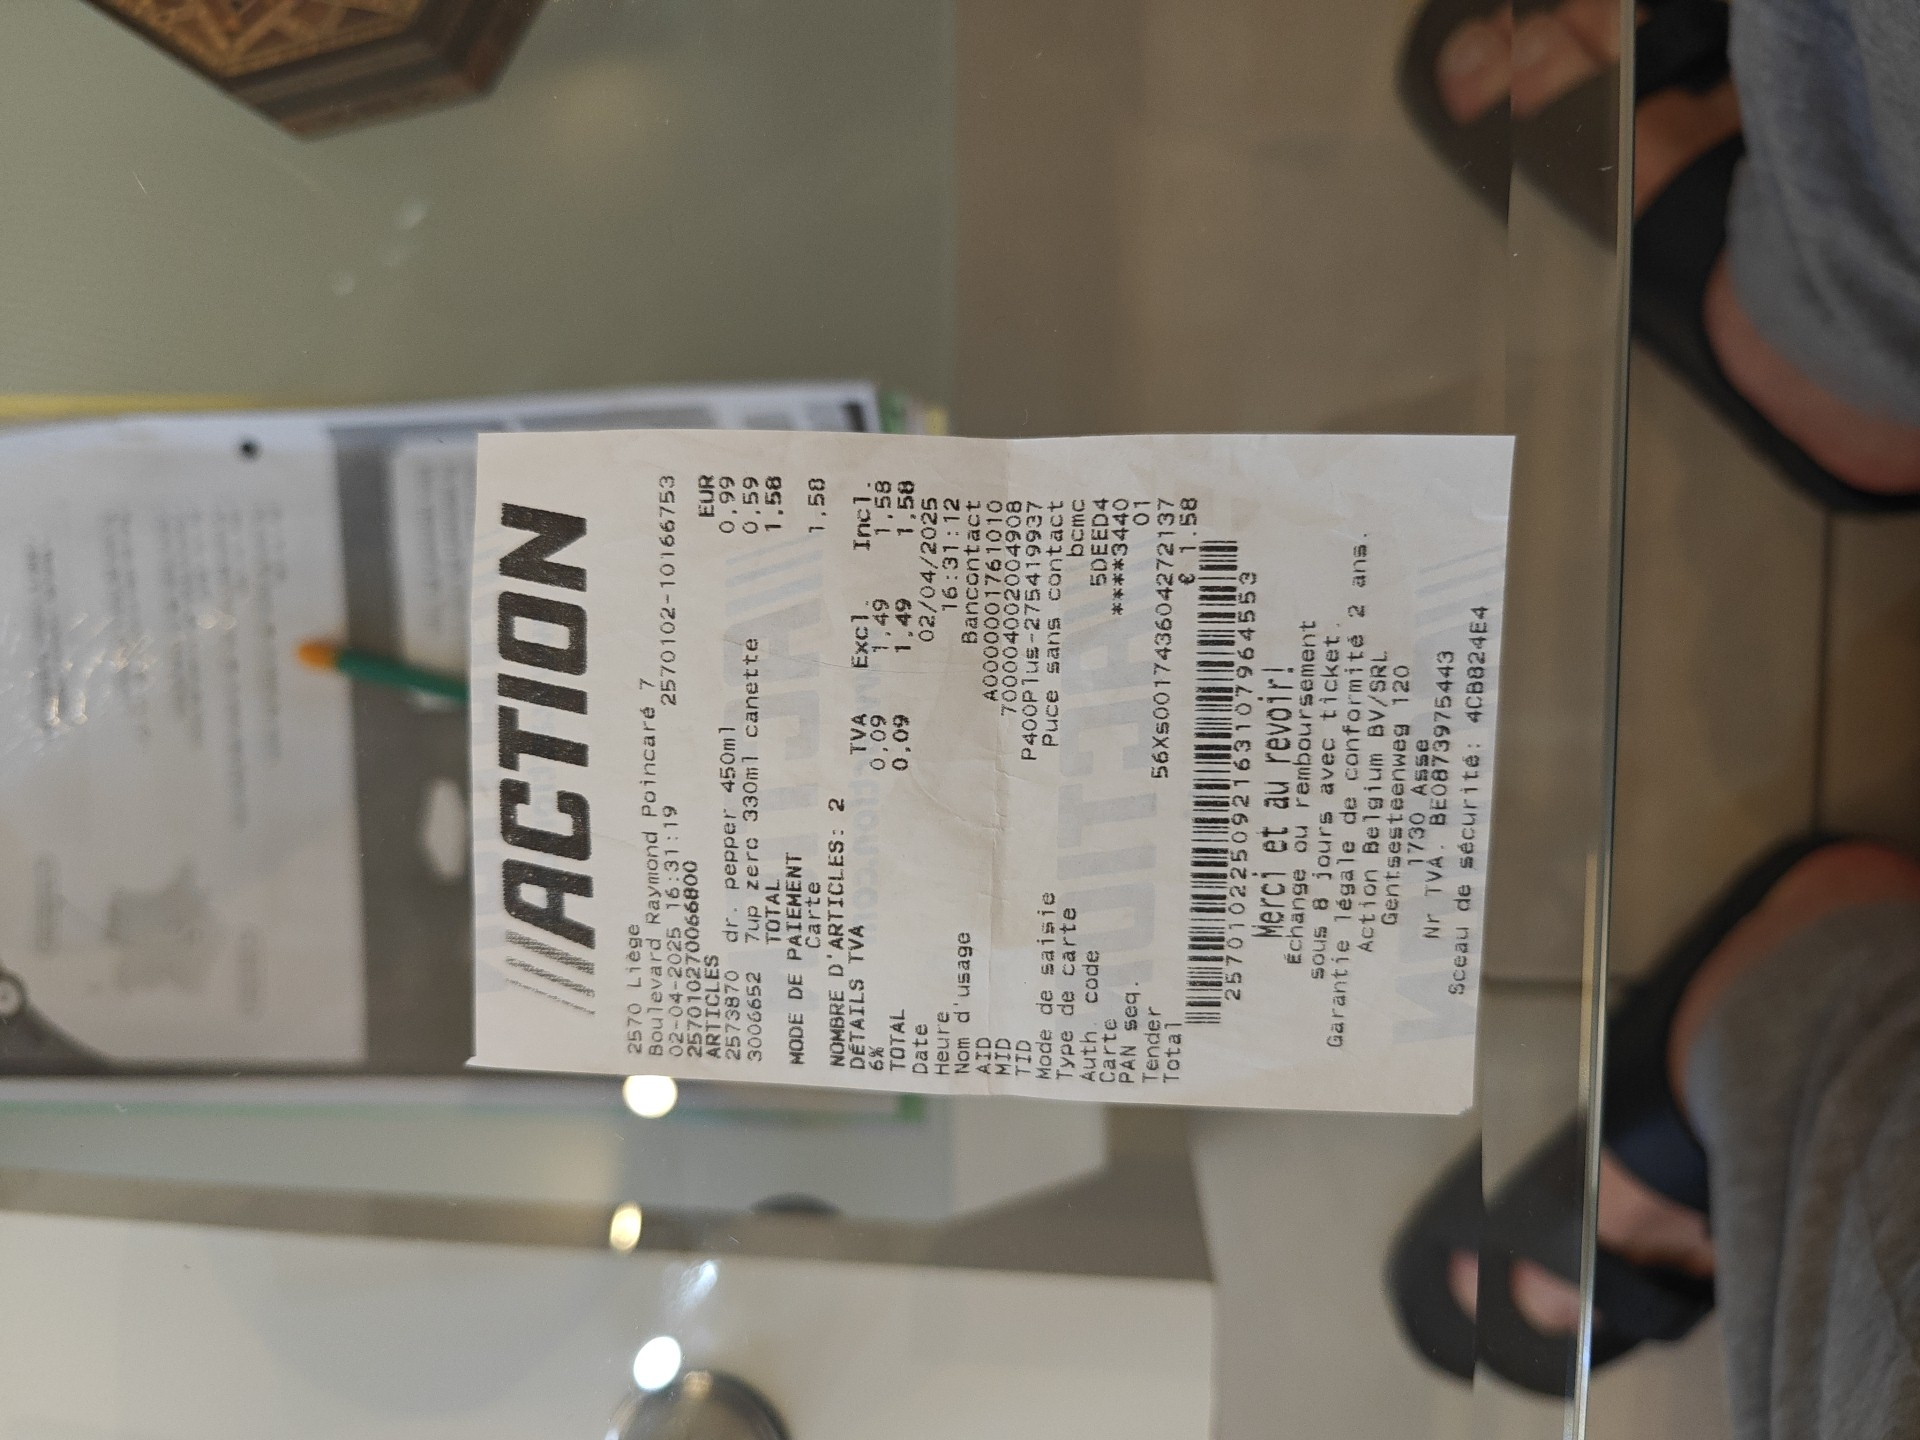 ACTION
2570 Liège
Boulevard Raymond Poincaré 7
02-04-2025 16:31:19 2570102-10166753
257010270066800
ARTICLES EUR
2573870 dr. pepper 450ml 0,99
3006652 7up zero 330ml canette 0,59
TOTAL 1,58
MODE DE PAIEMENT
Carte 1,58
NOMBRE D'ARTICLES: 2
DÉTAILS TVA TVA Excl. Incl.
6% 0,09 1,49 1,58
TOTAL 0,09 1,49 1,58
Date 02/04/2025
Heure 16:31:12
Nom d'usage Bancontact
AID A0000001761010
MID 700004002004908
TID P400Plus-275419937
Mode de saisie Puce sans contact
Type de carte bcmc
Auth. code 5DEED4
Carte ****3440
PAN seq. 01
Tender 56Xs001743604272137
Total € 1.58
2570102250921631079645​53
Merci et au revoir!
Échange ou remboursement
sous 8 jours avec ticket.
Garantie légale de conformité 2 ans.
Action Belgium BV/SRL
Gentsesteenweg 120
1730 Asse
Nr TVA. BE0873975443
Sceau de sécurité: 4CB824E4